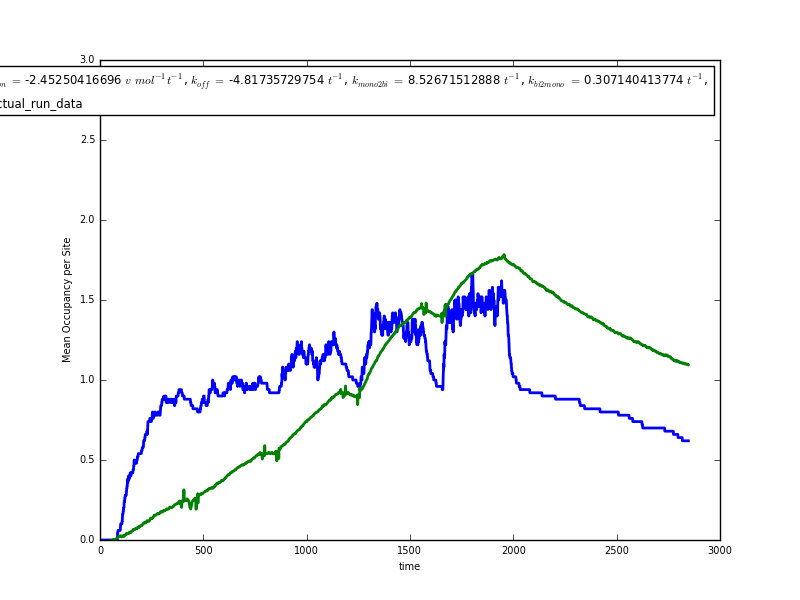 3.0
= -2.45250416696 v mol⁻¹t⁻¹, k_off = -4.81735729754 t⁻¹, k_mono2bi = 8.52671512888 t⁻¹, k_bi2mono = 0.307140413774 t⁻¹,
ctual_run_data
2.5
2.0
1.5
1.0
0.5
0.0
Mean Occupancy per Site
0 500 1000 1500 2000 2500 3000
time